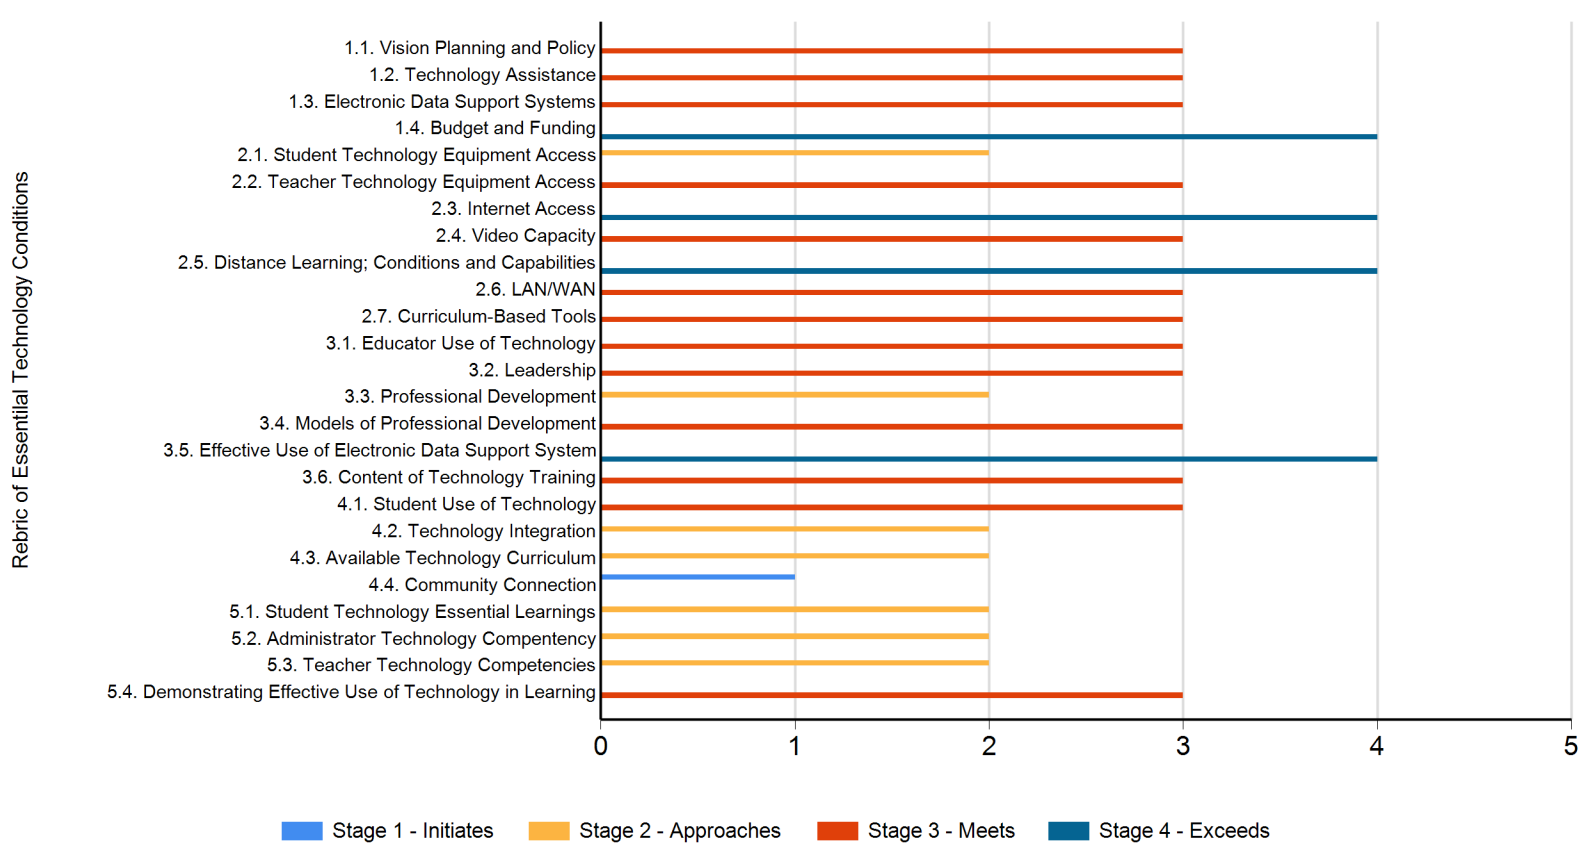 Rebric of Essentilal Technology Conditions
1.1. Vision Planning and Policy
1.2. Technology Assistance
1.3. Electronic Data Support Systems
1.4. Budget and Funding
2.1. Student Technology Equipment Access
2.2. Teacher Technology Equipment Access
2.3. Internet Access
2.4. Video Capacity
2.5. Distance Learning; Conditions and Capabilities
2.6. LAN/WAN
2.7. Curriculum-Based Tools
3.1. Educator Use of Technology
3.2. Leadership
3.3. Professional Development
3.4. Models of Professional Development
3.5. Effective Use of Electronic Data Support System
3.6. Content of Technology Training
4.1. Student Use of Technology
4.2. Technology Integration
4.3. Available Technology Curriculum
4.4. Community Connection
5.1. Student Technology Essential Learnings
5.2. Administrator Technology Compentency
5.3. Teacher Technology Competencies
5.4. Demonstrating Effective Use of Technology in Learning
0 1 2 3 4 5
Stage 1 - Initiates Stage 2 - Approaches Stage 3 - Meets Stage 4 - Exceeds